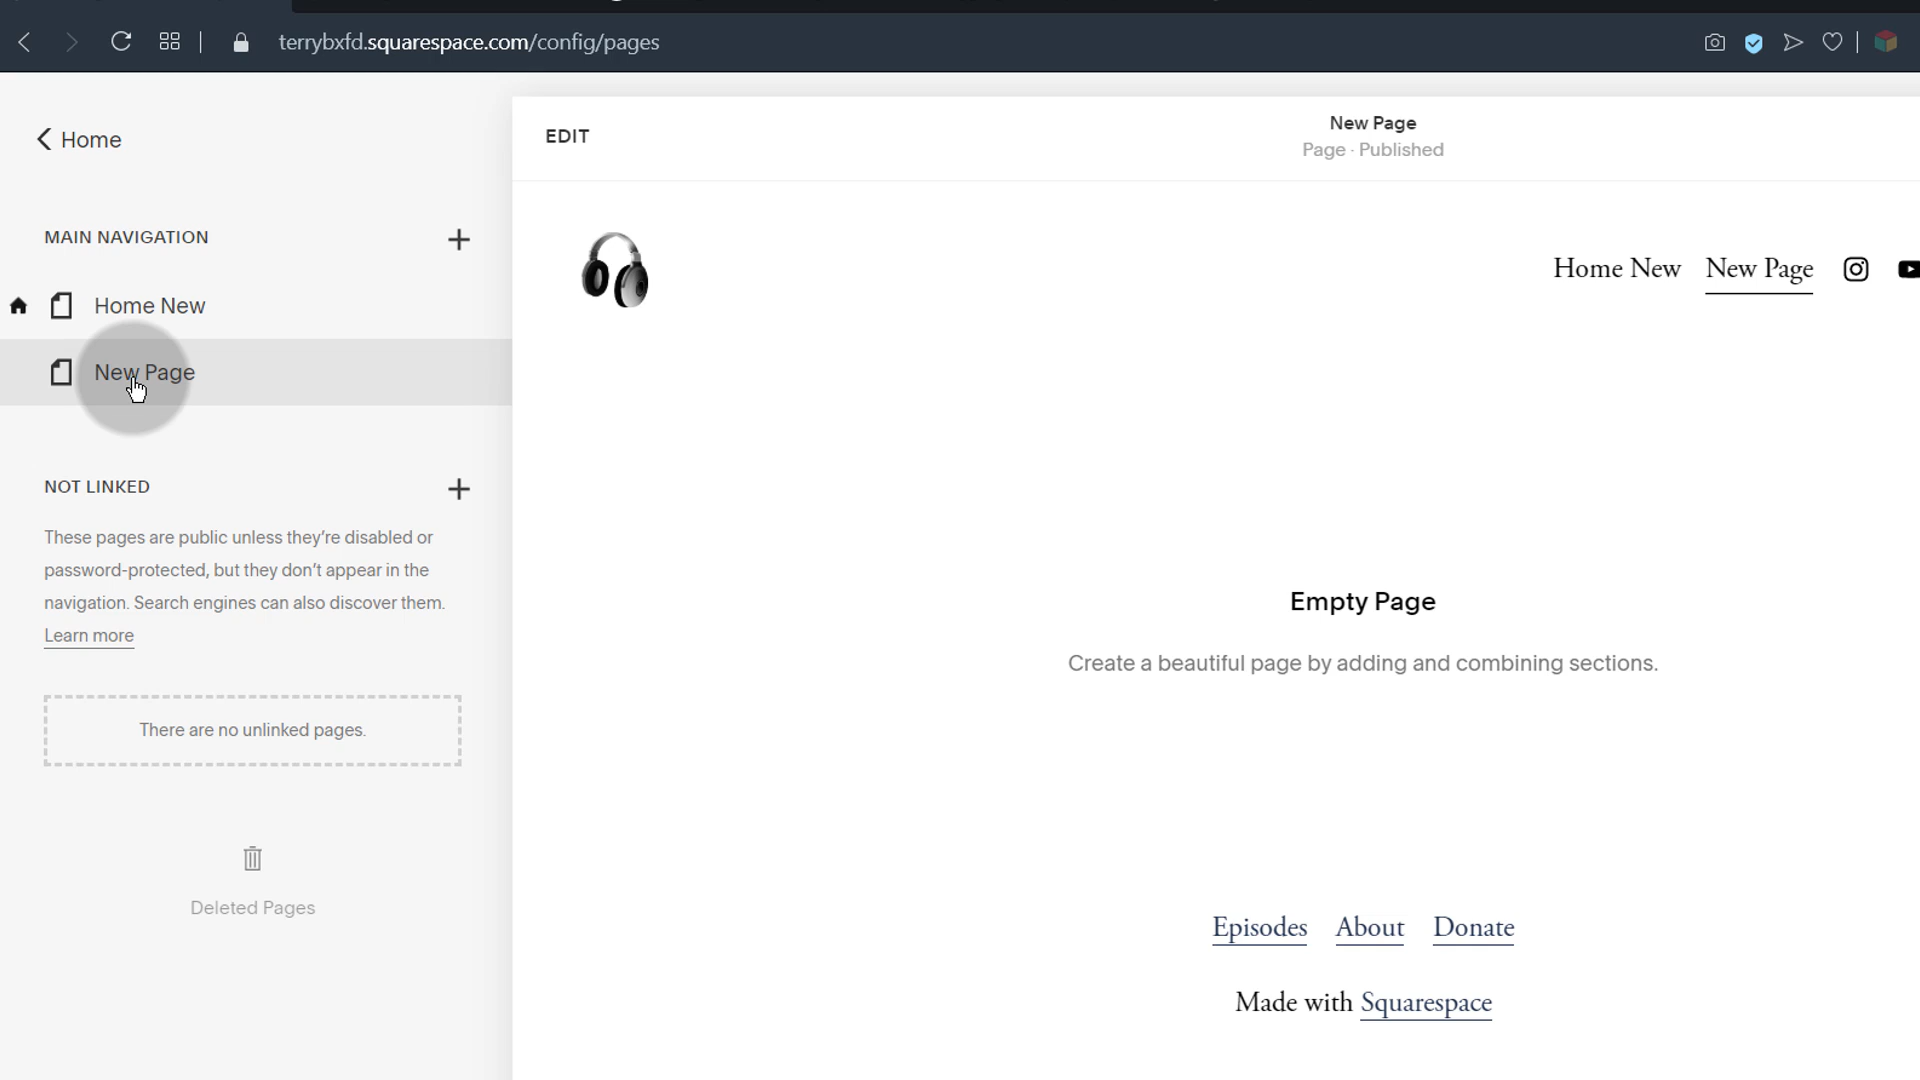 terrybxfd.squarespace.com/config/pages
Home
EDIT
New Page
Page · Published
MAIN NAVIGATION
Home New
New Page
Home New
New Page
NOT LINKED
These pages are public unless they're disabled or
password-protected, but they don't appear in the
navigation. Search engines can also discover them.
Learn more
There are no unlinked pages.
Deleted Pages
Empty Page
Create a beautiful page by adding and combining sections.
Episodes About Donate
Made with Squarespace